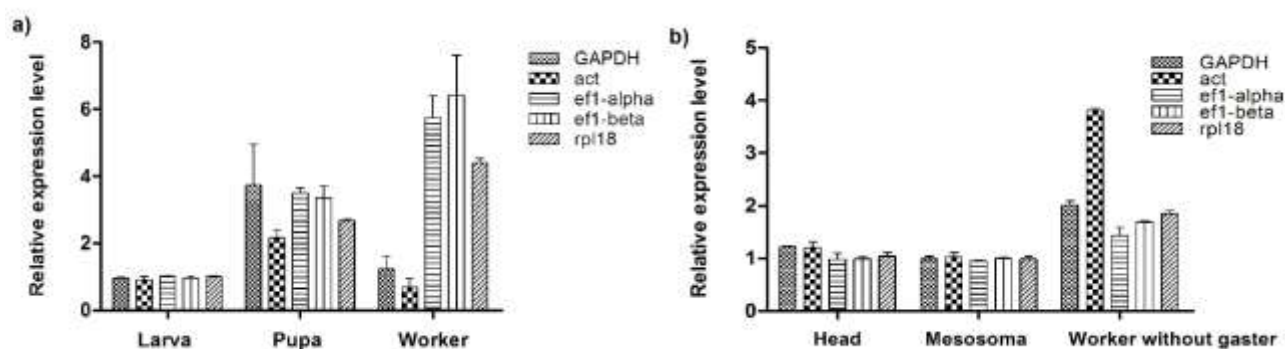 a)
Relative expression level
8
6
4
2
0
Larva Pupa Worker
GAPDH
act
ef1-alpha
ef1-beta
rpl18
b)
Relative expression level
5
4
3
2
1
0
Head Mesosoma Worker without gaster
GAPDH
act
ef1-alpha
ef1-beta
rpl18